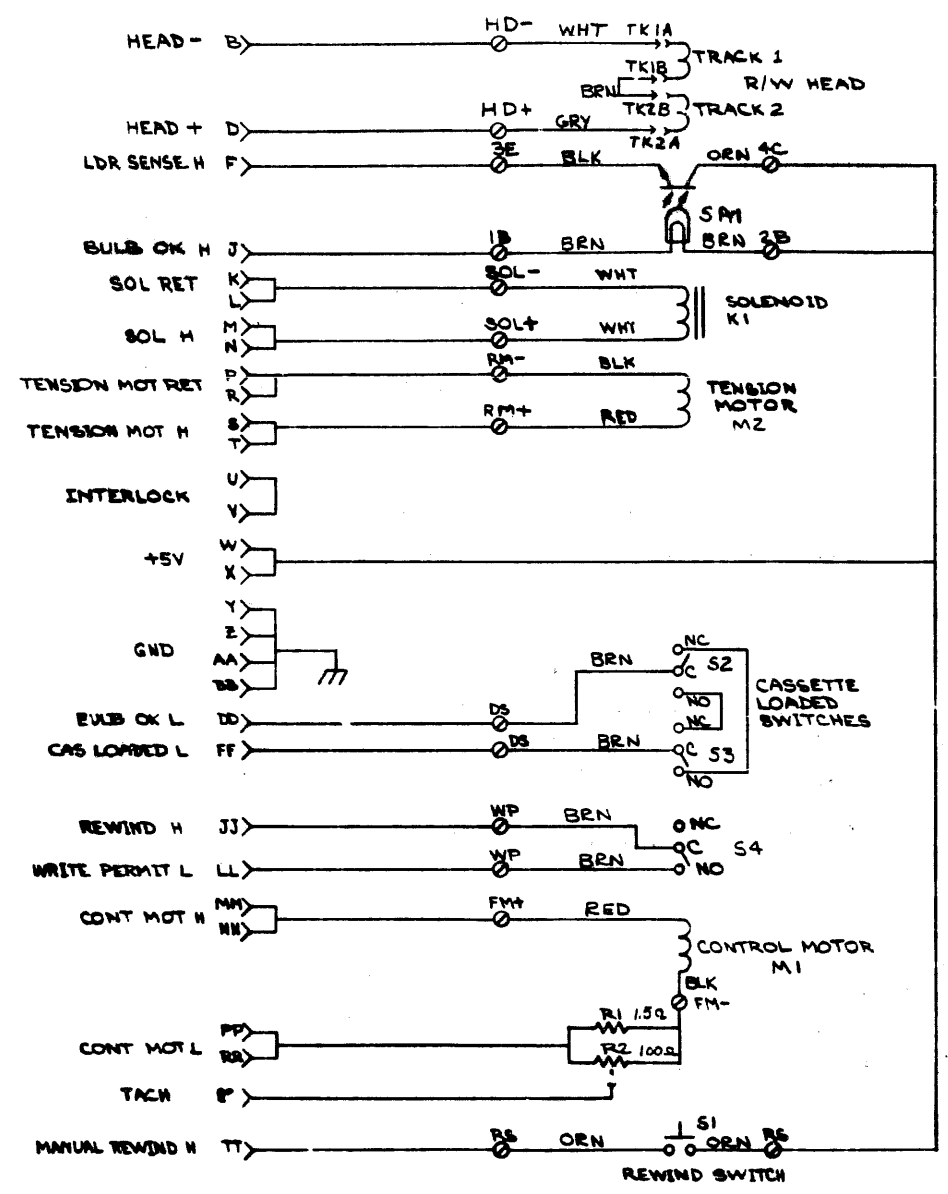 HD-
WHT TK1A
HEAD- B
TRACK 1
TK1B
R/W HEAD
BRN
TK2B TRACK 2
HD+
GRY
HEAD + D
TK2A
3E
BLK
ORN 4C
LDR SENSE H F
SPM
1B
BRN
BRN 2B
BULB OK H J
SOL-
WHT
SOL RET K
L
SOLENOID
K1
SOL+
WHT
SOL H M
N
RM-
BLK
TENSION MOT RET P
R
TENSION
MOTOR
M2
RM+
RED
TENSION MOT H S
T
INTERLOCK U
V
+5V W
X
GND Y
Z
AA
BB
NC
BRN
C S2
NO
NC
CASSETTE
LOADED
SWITCHES
BULB OK L DD
DS
CAS LOADED L FF
DS
BRN
C S3
NO
WP
BRN
REWIND H JJ
NC
C S4
WP
BRN
NO
WRITE PERMIT L LL
CONT MOT H MM
NN
FM+
RED
CONTROL MOTOR
M1
BLK
FM-
R1 1.5Ω
CONT MOT L PP
RR
R2 100Ω
TACH
S1
RS
ORN
ORN RS
MANUAL REWIND H TT
REWIND SWITCH